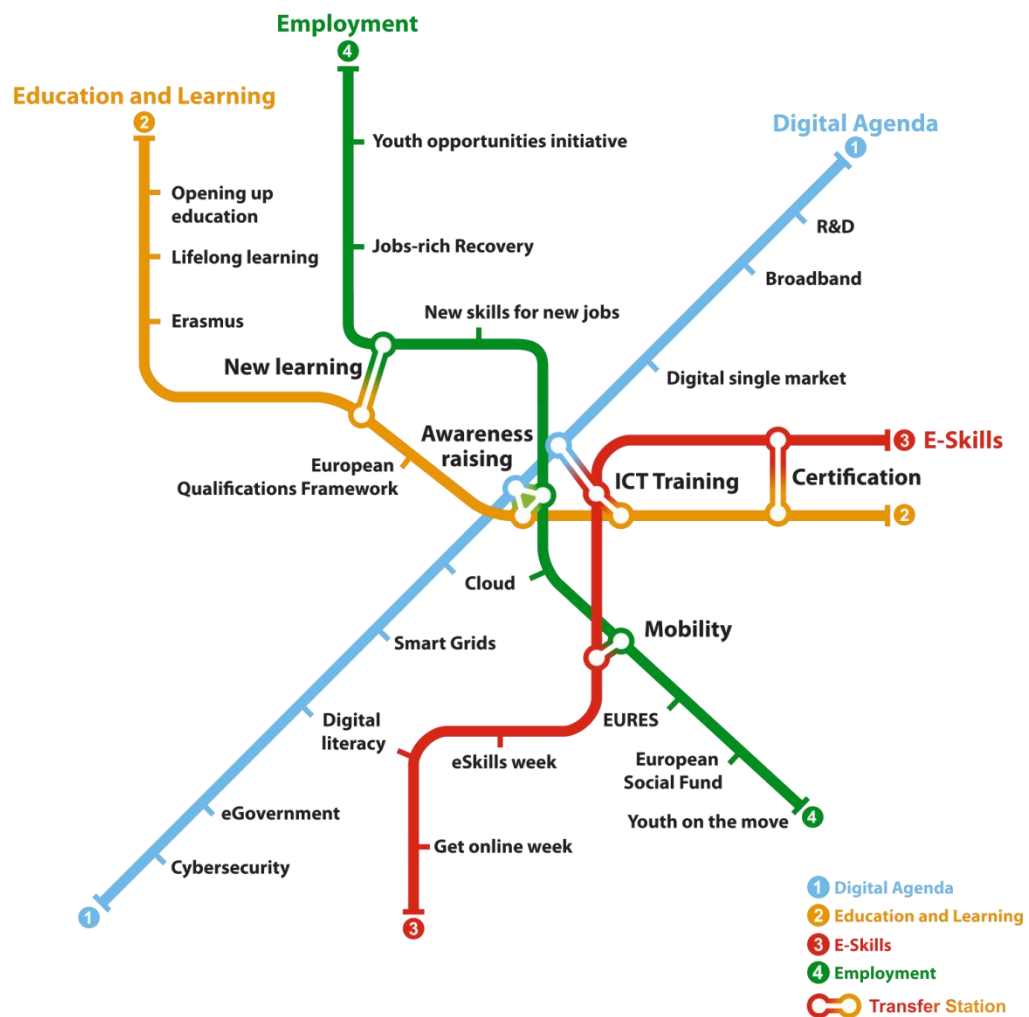 Employment
4
Education and Learning
2
Digital Agenda
1
Youth opportunities initiative
Opening up
education
R&D
Jobs-rich Recovery
Lifelong learning
Broadband
New skills for new jobs
Erasmus
New learning
Digital single market
Awareness
raising
3 E-Skills
European
Qualifications Framework
ICT Training
Certification
2
Cloud
Mobility
Smart Grids
Digital
literacy
EURES
eSkills week
European
Social Fund
eGovernment
Youth on the move
4
Get online week
Cybersecurity
1
3
1 Digital Agenda
2 Education and Learning
3 E-Skills
4 Employment
Transfer Station